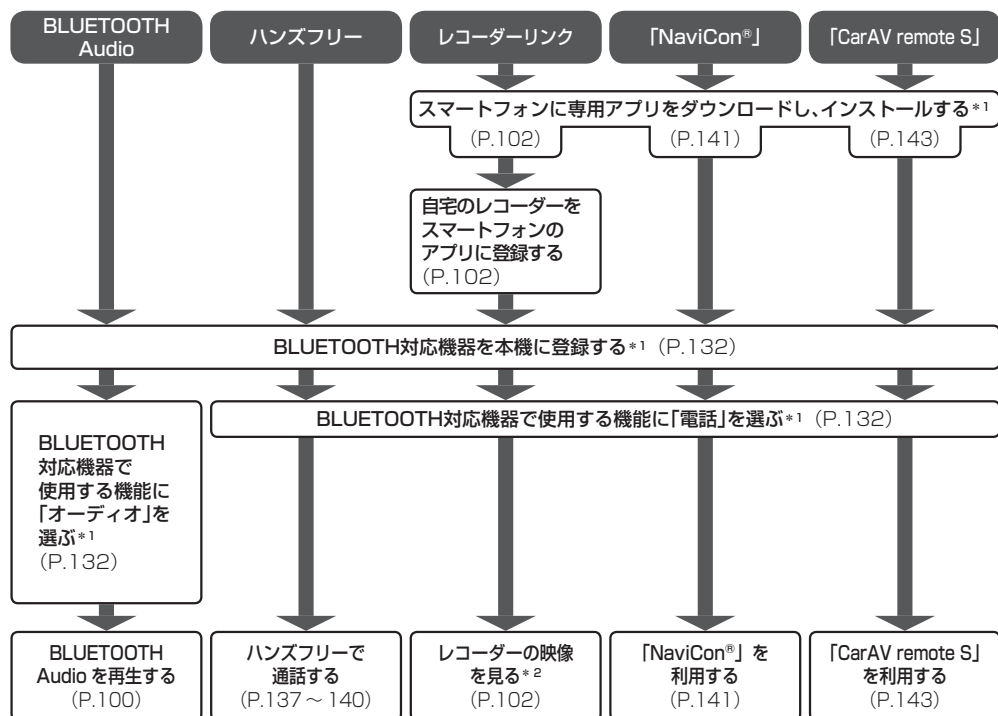 BLUETOOTH
Audio
ハンズフリー
レコーダーリンク
「NaviCon®」
「CarAV remote S」
スマートフォンに専用アプリをダウンロードし、インストールする*1
(P.102)
(P.141)
(P.143)
自宅のレコーダーを
スマートフォンの
アプリに登録する
(P.102)
BLUETOOTH対応機器を本機に登録する*1 (P.132)
BLUETOOTH対応機器で使用する機能に「電話」を選ぶ*1 (P.132)
BLUETOOTH
対応機器で
使用する機能に
「オーディオ」を
選ぶ*1
(P.132)
BLUETOOTH
Audio を再生する
(P.100)
ハンズフリーで
通話する
(P.137～140)
レコーダーの映像
を見る*2
(P.102)
「NaviCon®」を
利用する
(P.141)
「CarAV remote S」
を利用する
(P.143)